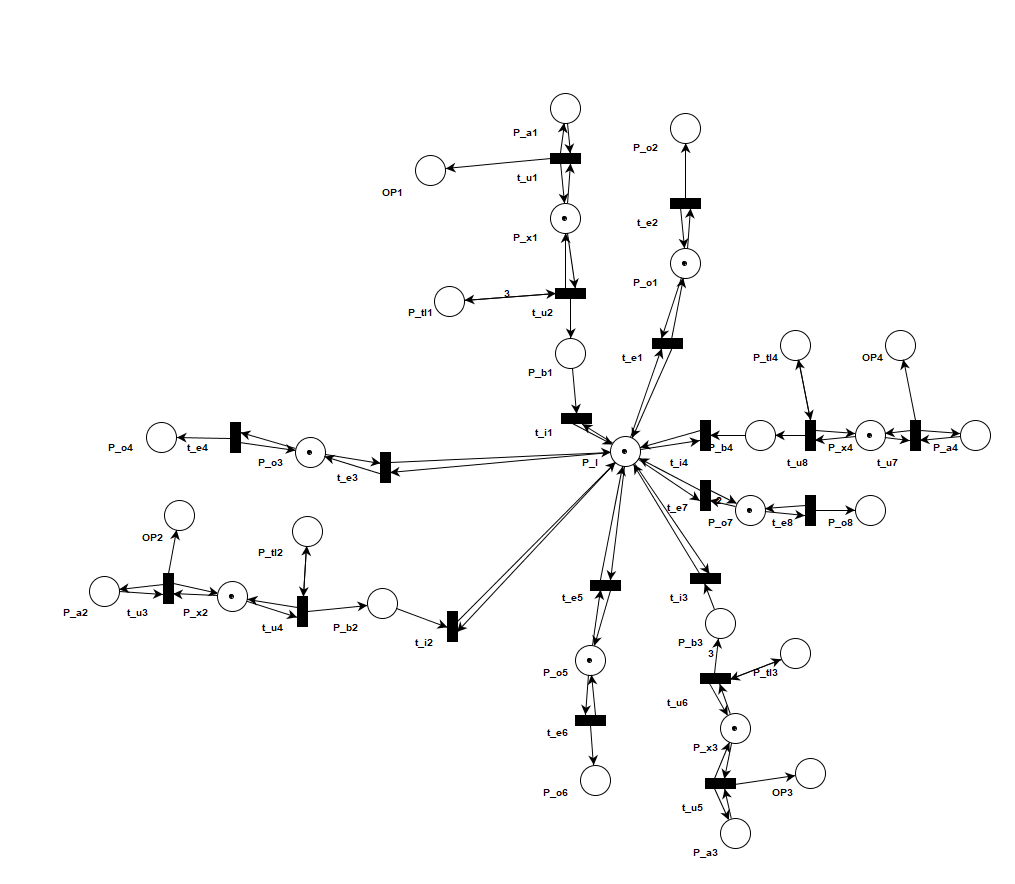 P_a1
P_o2
t_u1
OP1
t_e2
P_x1
P_o1
3
P_tl1
t_u2
t_e1
P_tl4
OP4
P_b1
t_i1
P_o4
t_e4
P_o3
t_e3
P_I
t_i4
P_b4
t_u8
P_x4
t_u7
P_a4
2
t_e7
P_o7
t_e8
P_o8
OP2
P_tl2
P_a2
t_u3
P_x2
t_u4
P_b2
t_i2
t_e5
t_i3
P_b3
3
P_o5
P_tl3
t_u6
t_e6
P_x3
P_o6
OP3
t_u5
P_a3